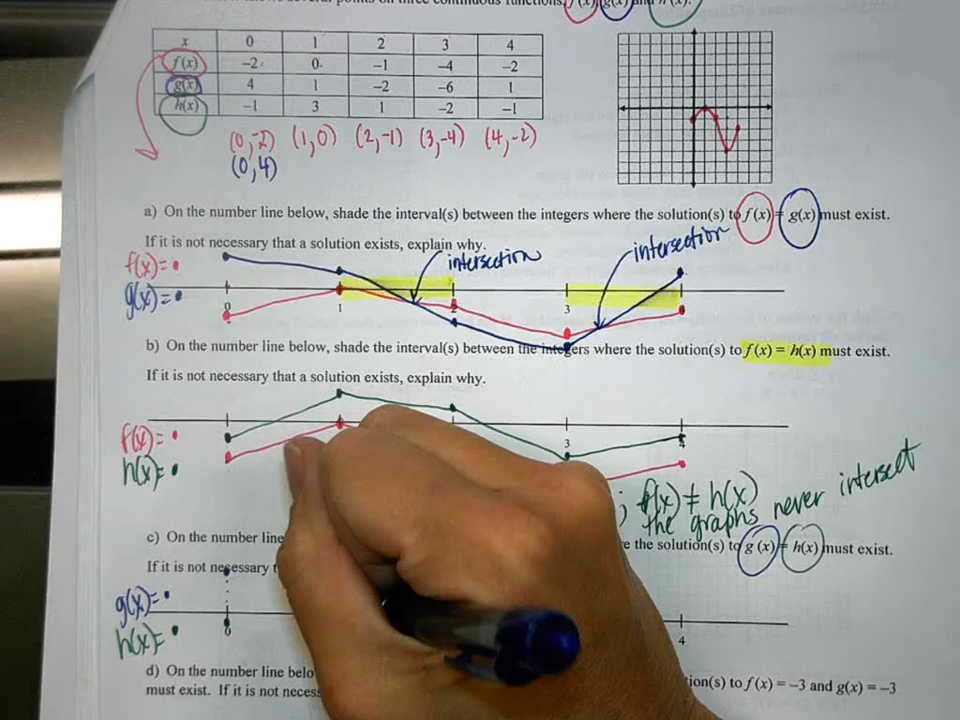 f(x), g(x) and h(x).
x 0 1 2 3 4
f(x) -2 0 -1 -4 -2
g(x) 4 1 -2 -6 1
h(x) -1 3 1 -2 -1
(0,-2) (1,0) (2,-1) (3,-4) (4,-2)
(0,4)
a) On the number line below, shade the interval(s) between the integers where the solution(s) to f(x) = g(x) must exist.
If it is not necessary that a solution exists, explain why.
intersection
intersection
f(x)=
g(x)=
0 1 2 3
b) On the number line below, shade the interval(s) between the integers where the solution(s) to f(x) = h(x) must exist.
If it is not necessary that a solution exists, explain why.
f(x)=
h(x)=
3 4
; f(x) ≠ h(x)
the graphs never intersect
c) On the number line
e the solution(s) to g(x) = h(x) must exist.
If it is not necessary
g(x)=
h(x)=
0 4
d) On the number line belo
ion(s) to f(x) = -3 and g(x) = -3
must exist. If it is not neces